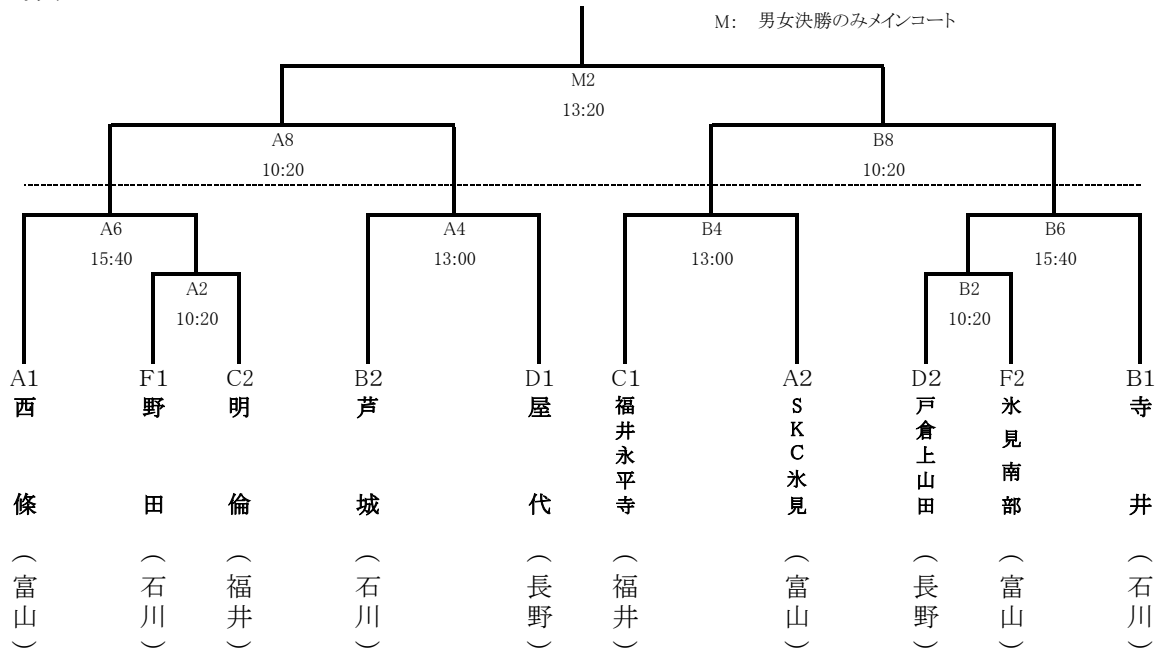 M: 男女決勝のみメインコート
M2
13:20
A8
B8
10:20
10:20
A6
A4
B4
B6
15:40
13:00
13:00
15:40
A2
B2
10:20
10:20
A1
F1
C2
B2
D1
C1
A2
D2
F2
B1
西條(富山)
野田(石川)
明倫(福井)
芦城(石川)
屋代(長野)
福井永平寺(福井)
SKC氷見(富山)
戸倉上山田(長野)
氷見南部(富山)
寺井(石川)